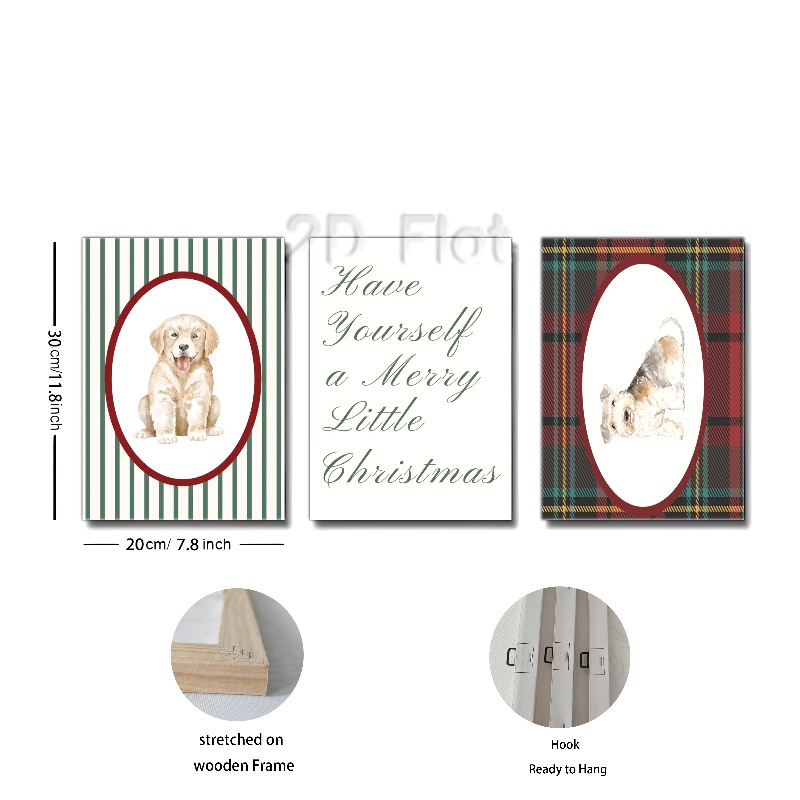 2D Flat
Have
Yourself
a Merry
Little
Christmas
30cm/11.8inch
20cm/ 7.8 inch
stretched on
wooden Frame
Hook
Ready to Hang